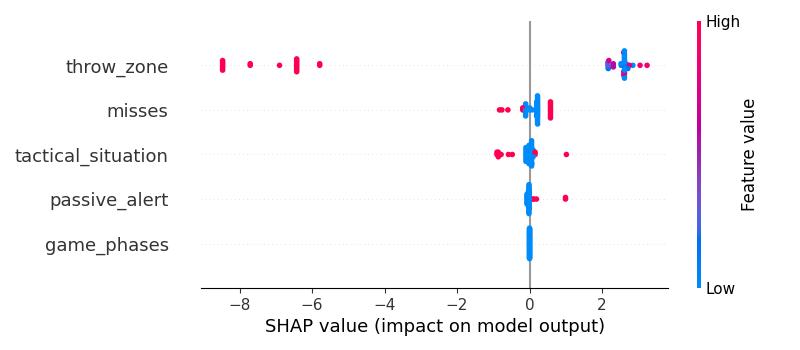 High
throw_zone
misses
tactical_situation
passive_alert
game_phases
Feature value
Low
−8 −6 −4 −2 0 2
SHAP value (impact on model output)